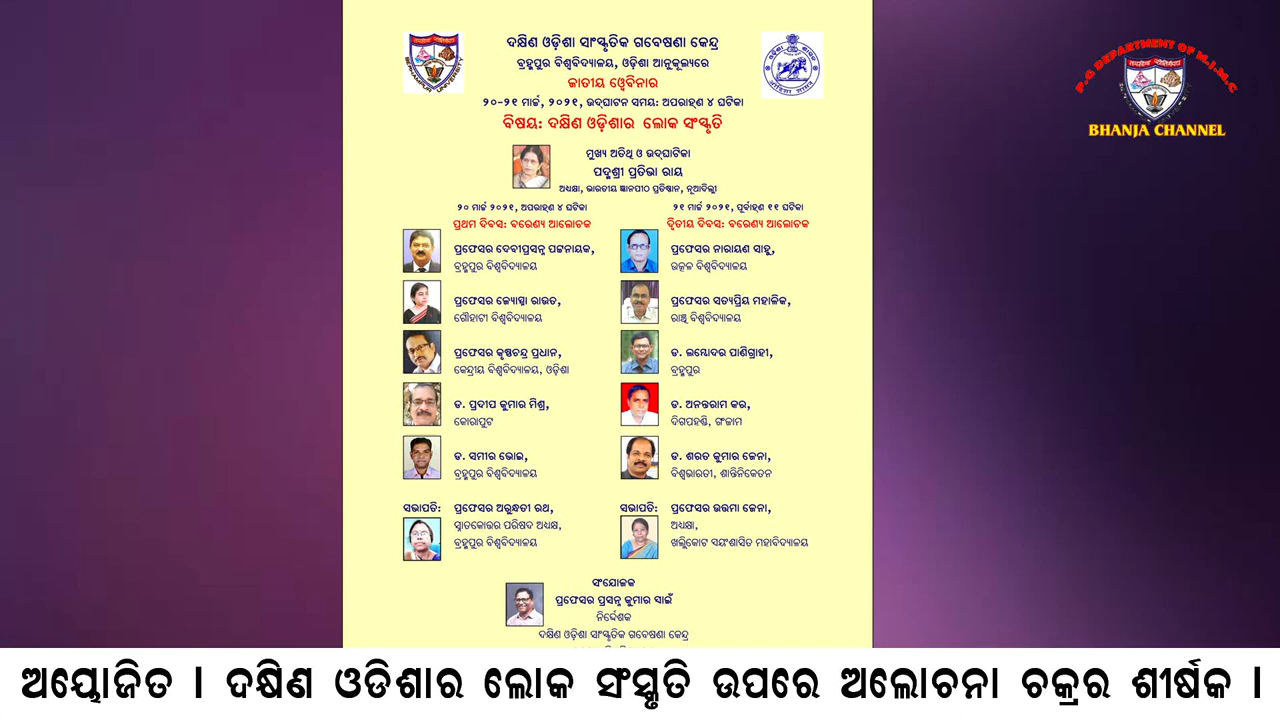 ଦକ୍ଷିଣ ଓଡ଼ିଶା ସାଂସ୍କୃତିକ ଗବେଷଣା କେନ୍ଦ୍ର
ବ୍ରହ୍ମପୁର ବିଶ୍ୱବିଦ୍ୟାଳୟ, ଓଡ଼ିଶା ଆନୁକୂଲ୍ୟରେ
ଜାତୀୟ ୱେବିନାର
୨୦-୨୧ ମାର୍ଚ୍ଚ, ୨୦୨୧, ଉଦ୍‌ଘାଟନ ସମୟ: ଅପରାହ୍ଣ ୪ ଘଟିକା
ବିଷୟ: ଦକ୍ଷିଣ ଓଡ଼ିଶାର ଲୋକ ସଂସ୍କୃତି
P.G DEPARTMENT OF M.J.M.C
BHANJA CHANNEL
ମୁଖ୍ୟ ଅତିଥି ଓ ଉଦ୍‌ଘାଟିକା
ପଦ୍ମଶ୍ରୀ ପ୍ରତିଭା ରାୟ
ଅଧ୍ୟକ୍ଷା, ଭାରତୀୟ ଜ୍ଞାନପୀଠ ପ୍ରତିଷ୍ଠାନ, ନୂଆଦିଲ୍ଲୀ
୨୦ ମାର୍ଚ୍ଚ ୨୦୨୧, ଅପରାହ୍ଣ ୪ ଘଟିକା
ପ୍ରଥମ ଦିବସ: ବରେଣ୍ୟ ଆଲୋଚକ
ପ୍ରଫେସର ଦେବୀପ୍ରସନ୍ନ ପଟ୍ଟନାୟକ,
ବ୍ରହ୍ମପୁର ବିଶ୍ୱବିଦ୍ୟାଳୟ
ପ୍ରଫେସର ଜ୍ୟୋତ୍ସ୍ନା ରାଉତ,
ଗୌହାଟୀ ବିଶ୍ୱବିଦ୍ୟାଳୟ
ପ୍ରଫେସର କୃଷ୍ଣଚନ୍ଦ୍ର ପ୍ରଧାନ,
କେନ୍ଦ୍ରୀୟ ବିଶ୍ୱବିଦ୍ୟାଳୟ, ଓଡ଼ିଶା
ଡ. ପ୍ରଦୀପ କୁମାର ମିଶ୍ର,
କୋରାପୁଟ
ଡ. ସମୀର ଭୋଇ,
ବ୍ରହ୍ମପୁର ବିଶ୍ୱବିଦ୍ୟାଳୟ
ସଭାପତି: ପ୍ରଫେସର ଅରୁନ୍ଧତୀ ରଥ,
ସ୍ନାତକୋତ୍ତର ପରିଷଦ ଅଧ୍ୟକ୍ଷ,
ବ୍ରହ୍ମପୁର ବିଶ୍ୱବିଦ୍ୟାଳୟ
୨୧ ମାର୍ଚ୍ଚ ୨୦୨୧, ପୂର୍ବାହ୍ଣ ୧୧ ଘଟିକା
ଦ୍ୱିତୀୟ ଦିବସ: ବରେଣ୍ୟ ଆଲୋଚକ
ପ୍ରଫେସର ନାରାୟଣ ସାହୁ,
ଉତ୍କଳ ବିଶ୍ୱବିଦ୍ୟାଳୟ
ପ୍ରଫେସର ସତ୍ୟପ୍ରିୟ ମହାଳିକ,
ରାଞ୍ଚି ବିଶ୍ୱବିଦ୍ୟାଳୟ
ଡ. ଲମ୍ବୋଦର ପାଣିଗ୍ରାହୀ,
ବ୍ରହ୍ମପୁର
ଡ. ଅନନ୍ତରାମ କର,
ଦିଗପହଣ୍ଡି, ଗଂଜାମ
ଡ. ଶରତ କୁମାର ଜେନା,
ବିଶ୍ୱଭାରତୀ, ଶାନ୍ତିନିକେତନ
ସଭାପତି: ପ୍ରଫେସର ଉତ୍ତମା ଜେନା,
ଅଧ୍ୟକ୍ଷା,
ଖଲ୍ଲିକୋଟ ସ୍ୱୟଂଶାସିତ ମହାବିଦ୍ୟାଳୟ
ସଂଯୋଜକ
ପ୍ରଫେସର ପ୍ରସନ୍ନ କୁମାର ସ୍ୱାଇଁ
ନିର୍ଦ୍ଦେଶକ
ଦକ୍ଷିଣ ଓଡ଼ିଶା ସାଂସ୍କୃତିକ ଗବେଷଣା କେନ୍ଦ୍ର
ଅୟୋଜିତ । ଦକ୍ଷିଣ ଓଡିଶାର ଲୋକ ସଂସ୍କୃତି ଉପରେ ଅଲୋଚନା ଚକ୍ରର ଶୀର୍ଷକ ।